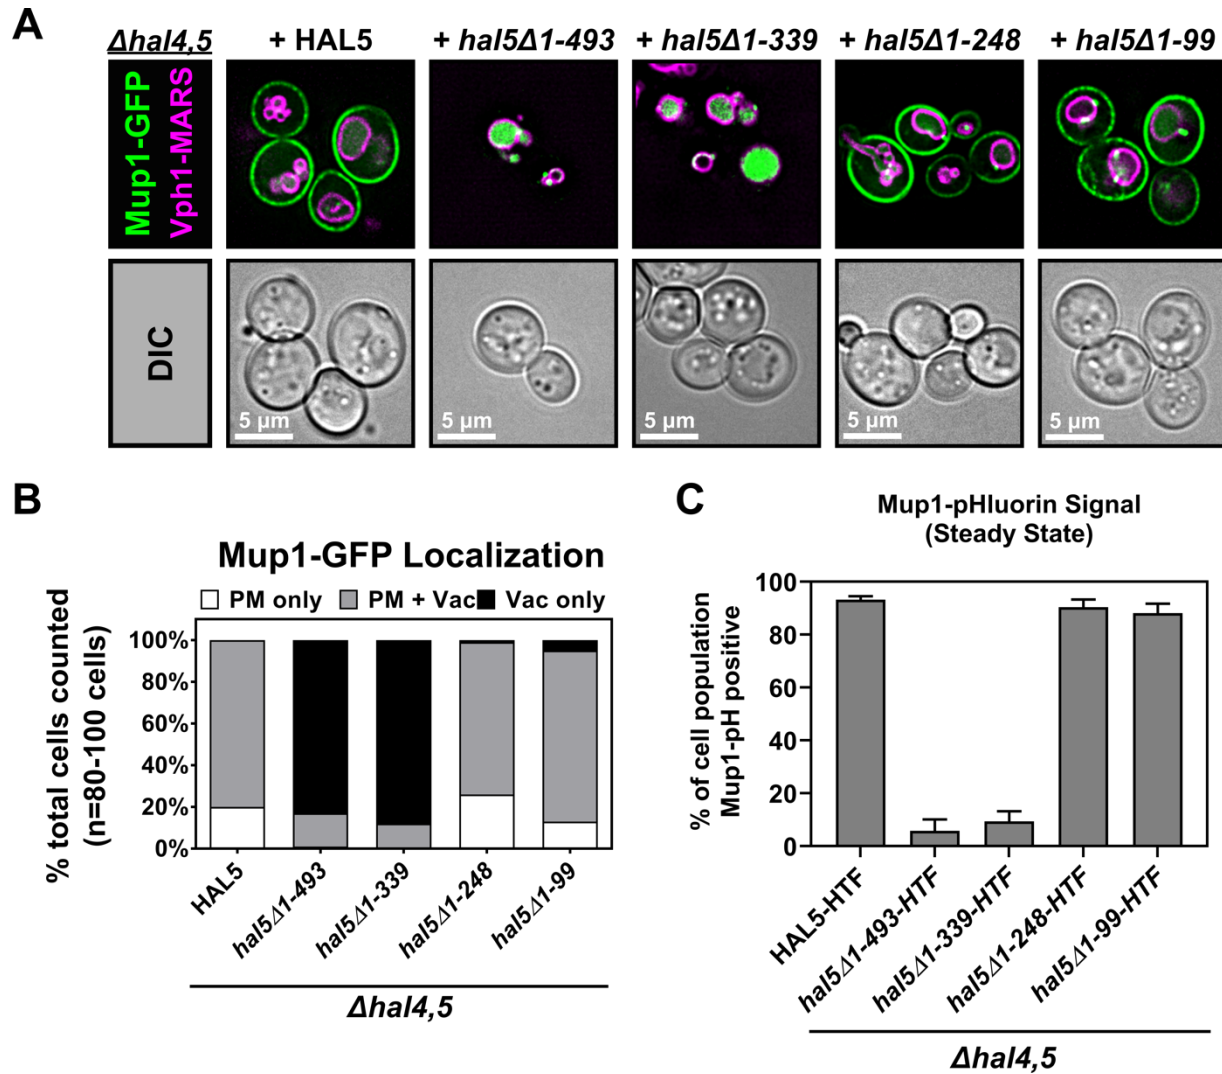 A
Δhal4,5
+ HAL5
+ hal5Δ1-493
+ hal5Δ1-339
+ hal5Δ1-248
+ hal5Δ1-99
Mup1-GFP
Vph1-MARS
DIC
5 µm
5 µm
5 µm
5 µm
5 µm
B
Mup1-GFP Localization
PM only
PM + Vac
Vac only
% total cells counted
(n=80-100 cells)
100%
80%
60%
40%
20%
0%
HAL5
hal5Δ1-493
hal5Δ1-339
hal5Δ1-248
hal5Δ1-99
Δhal4,5
C
Mup1-pHluorin Signal
(Steady State)
% of cell population
Mup1-pH positive
100
80
60
40
20
0
HAL5-HTF
hal5Δ1-493-HTF
hal5Δ1-339-HTF
hal5Δ1-248-HTF
hal5Δ1-99-HTF
Δhal4,5